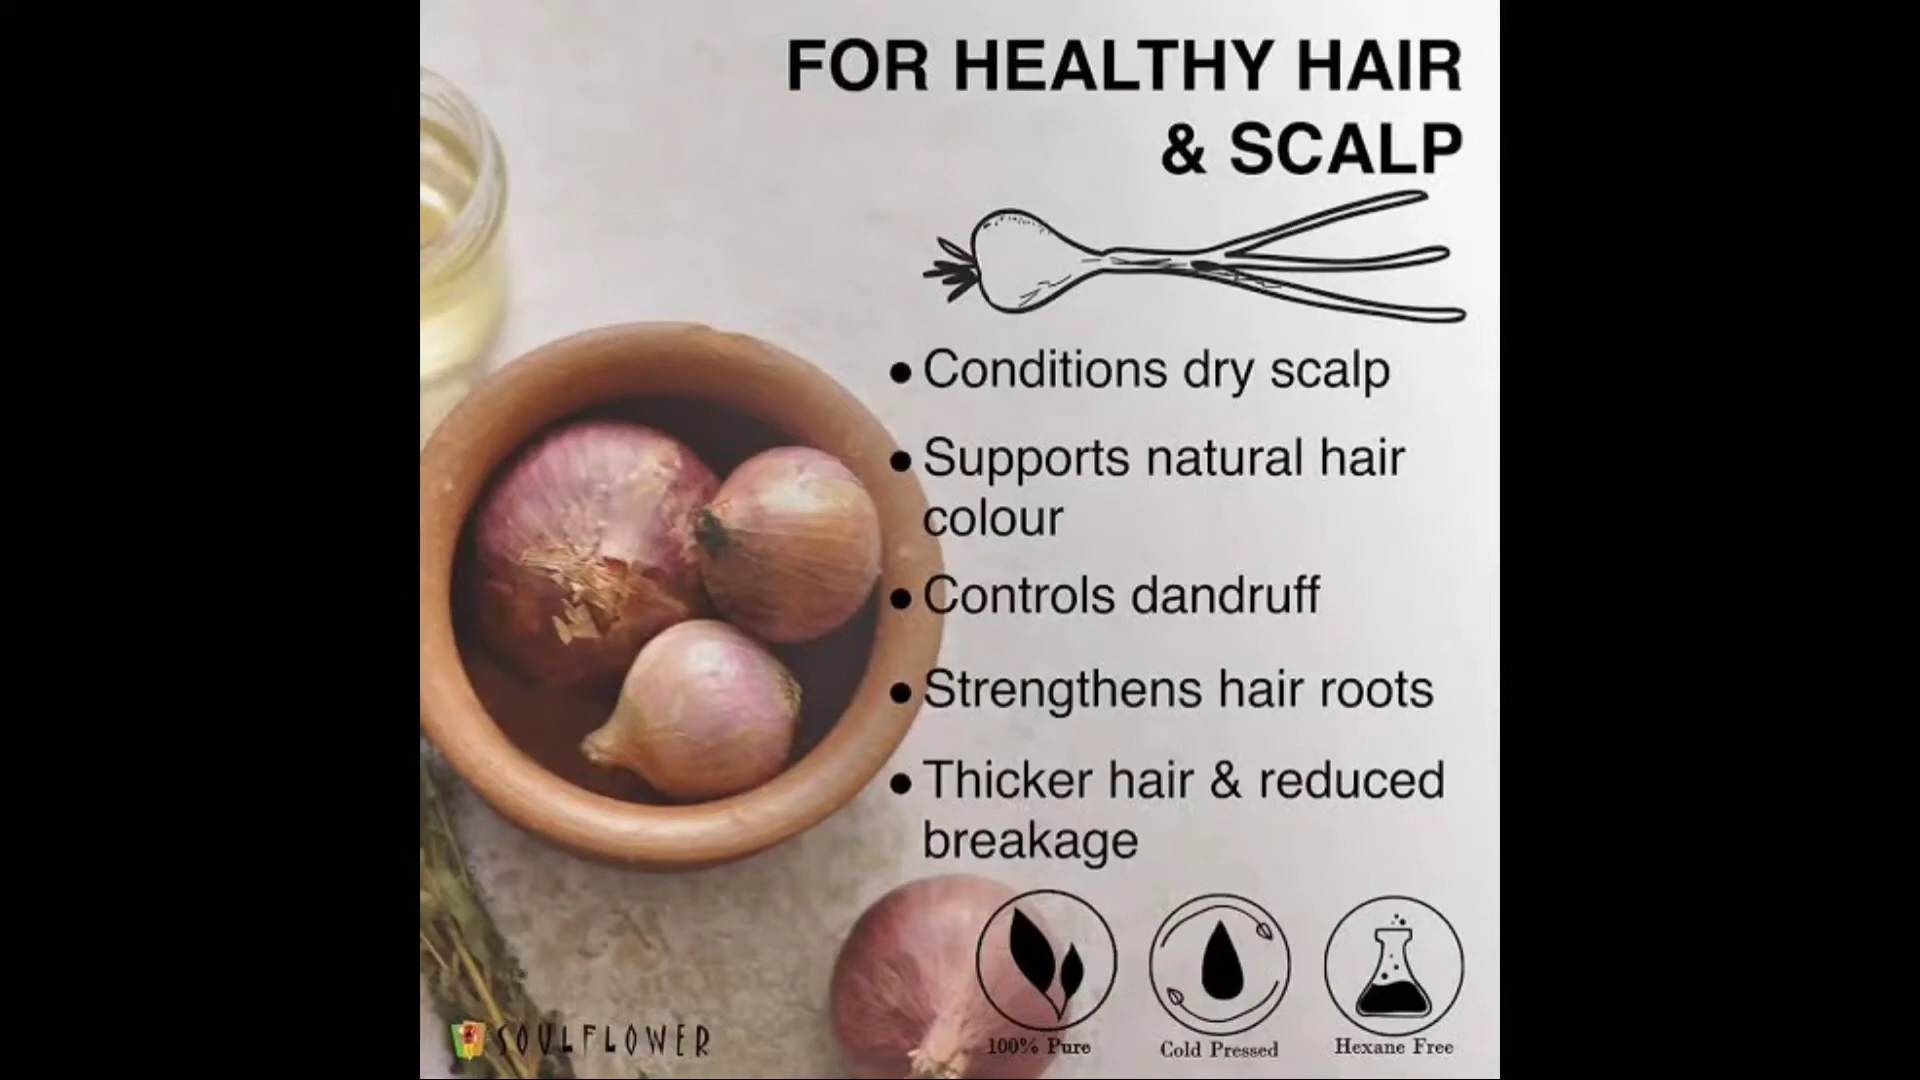 FOR HEALTHY HAIR
& SCALP
• Conditions dry scalp
• Supports natural hair
colour
• Controls dandruff
• Strengthens hair roots
• Thicker hair & reduced
breakage
100% Pure
Cold Pressed
Hexane Free
SOULFLOWER